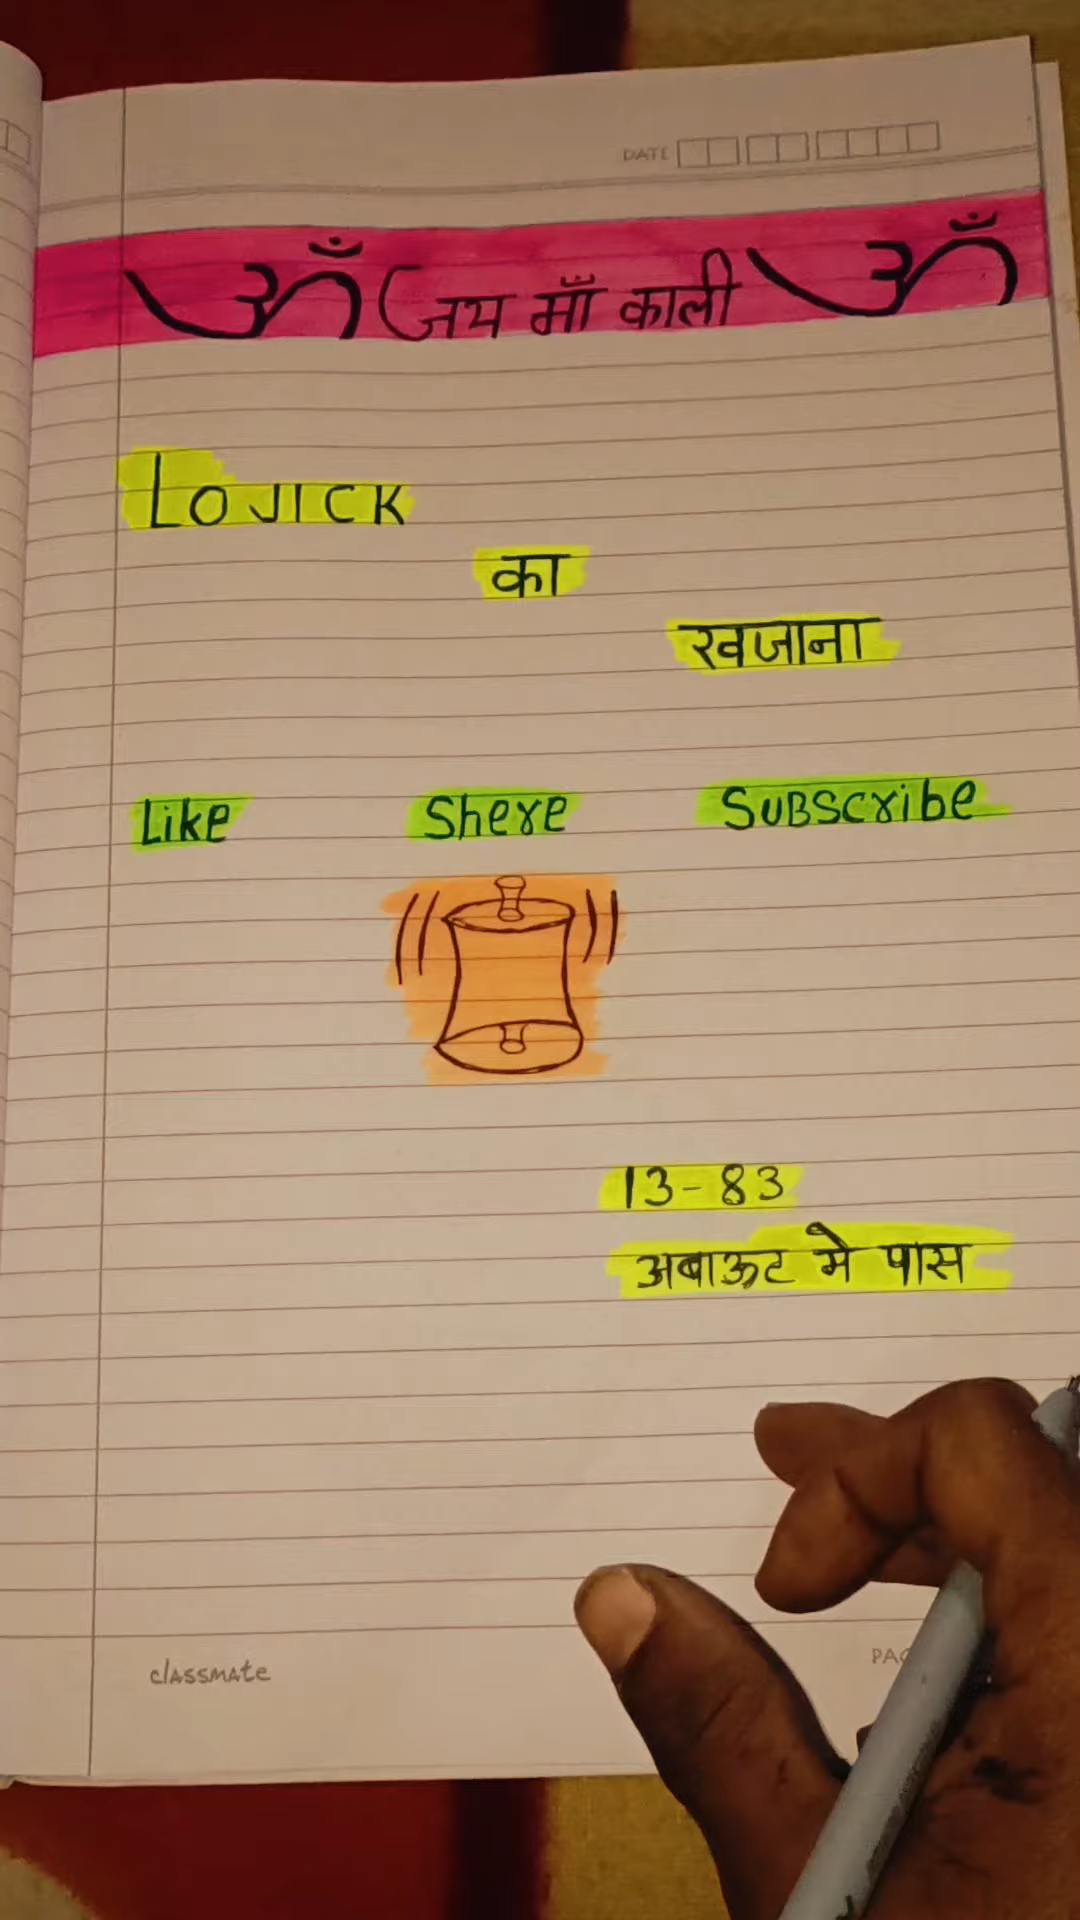 DATE
ॐ जय माँ काली ॐ
LOJICK
का
खजाना
Like Shere SUBSCribe
13-83
अबाऊट मे पास
classmate